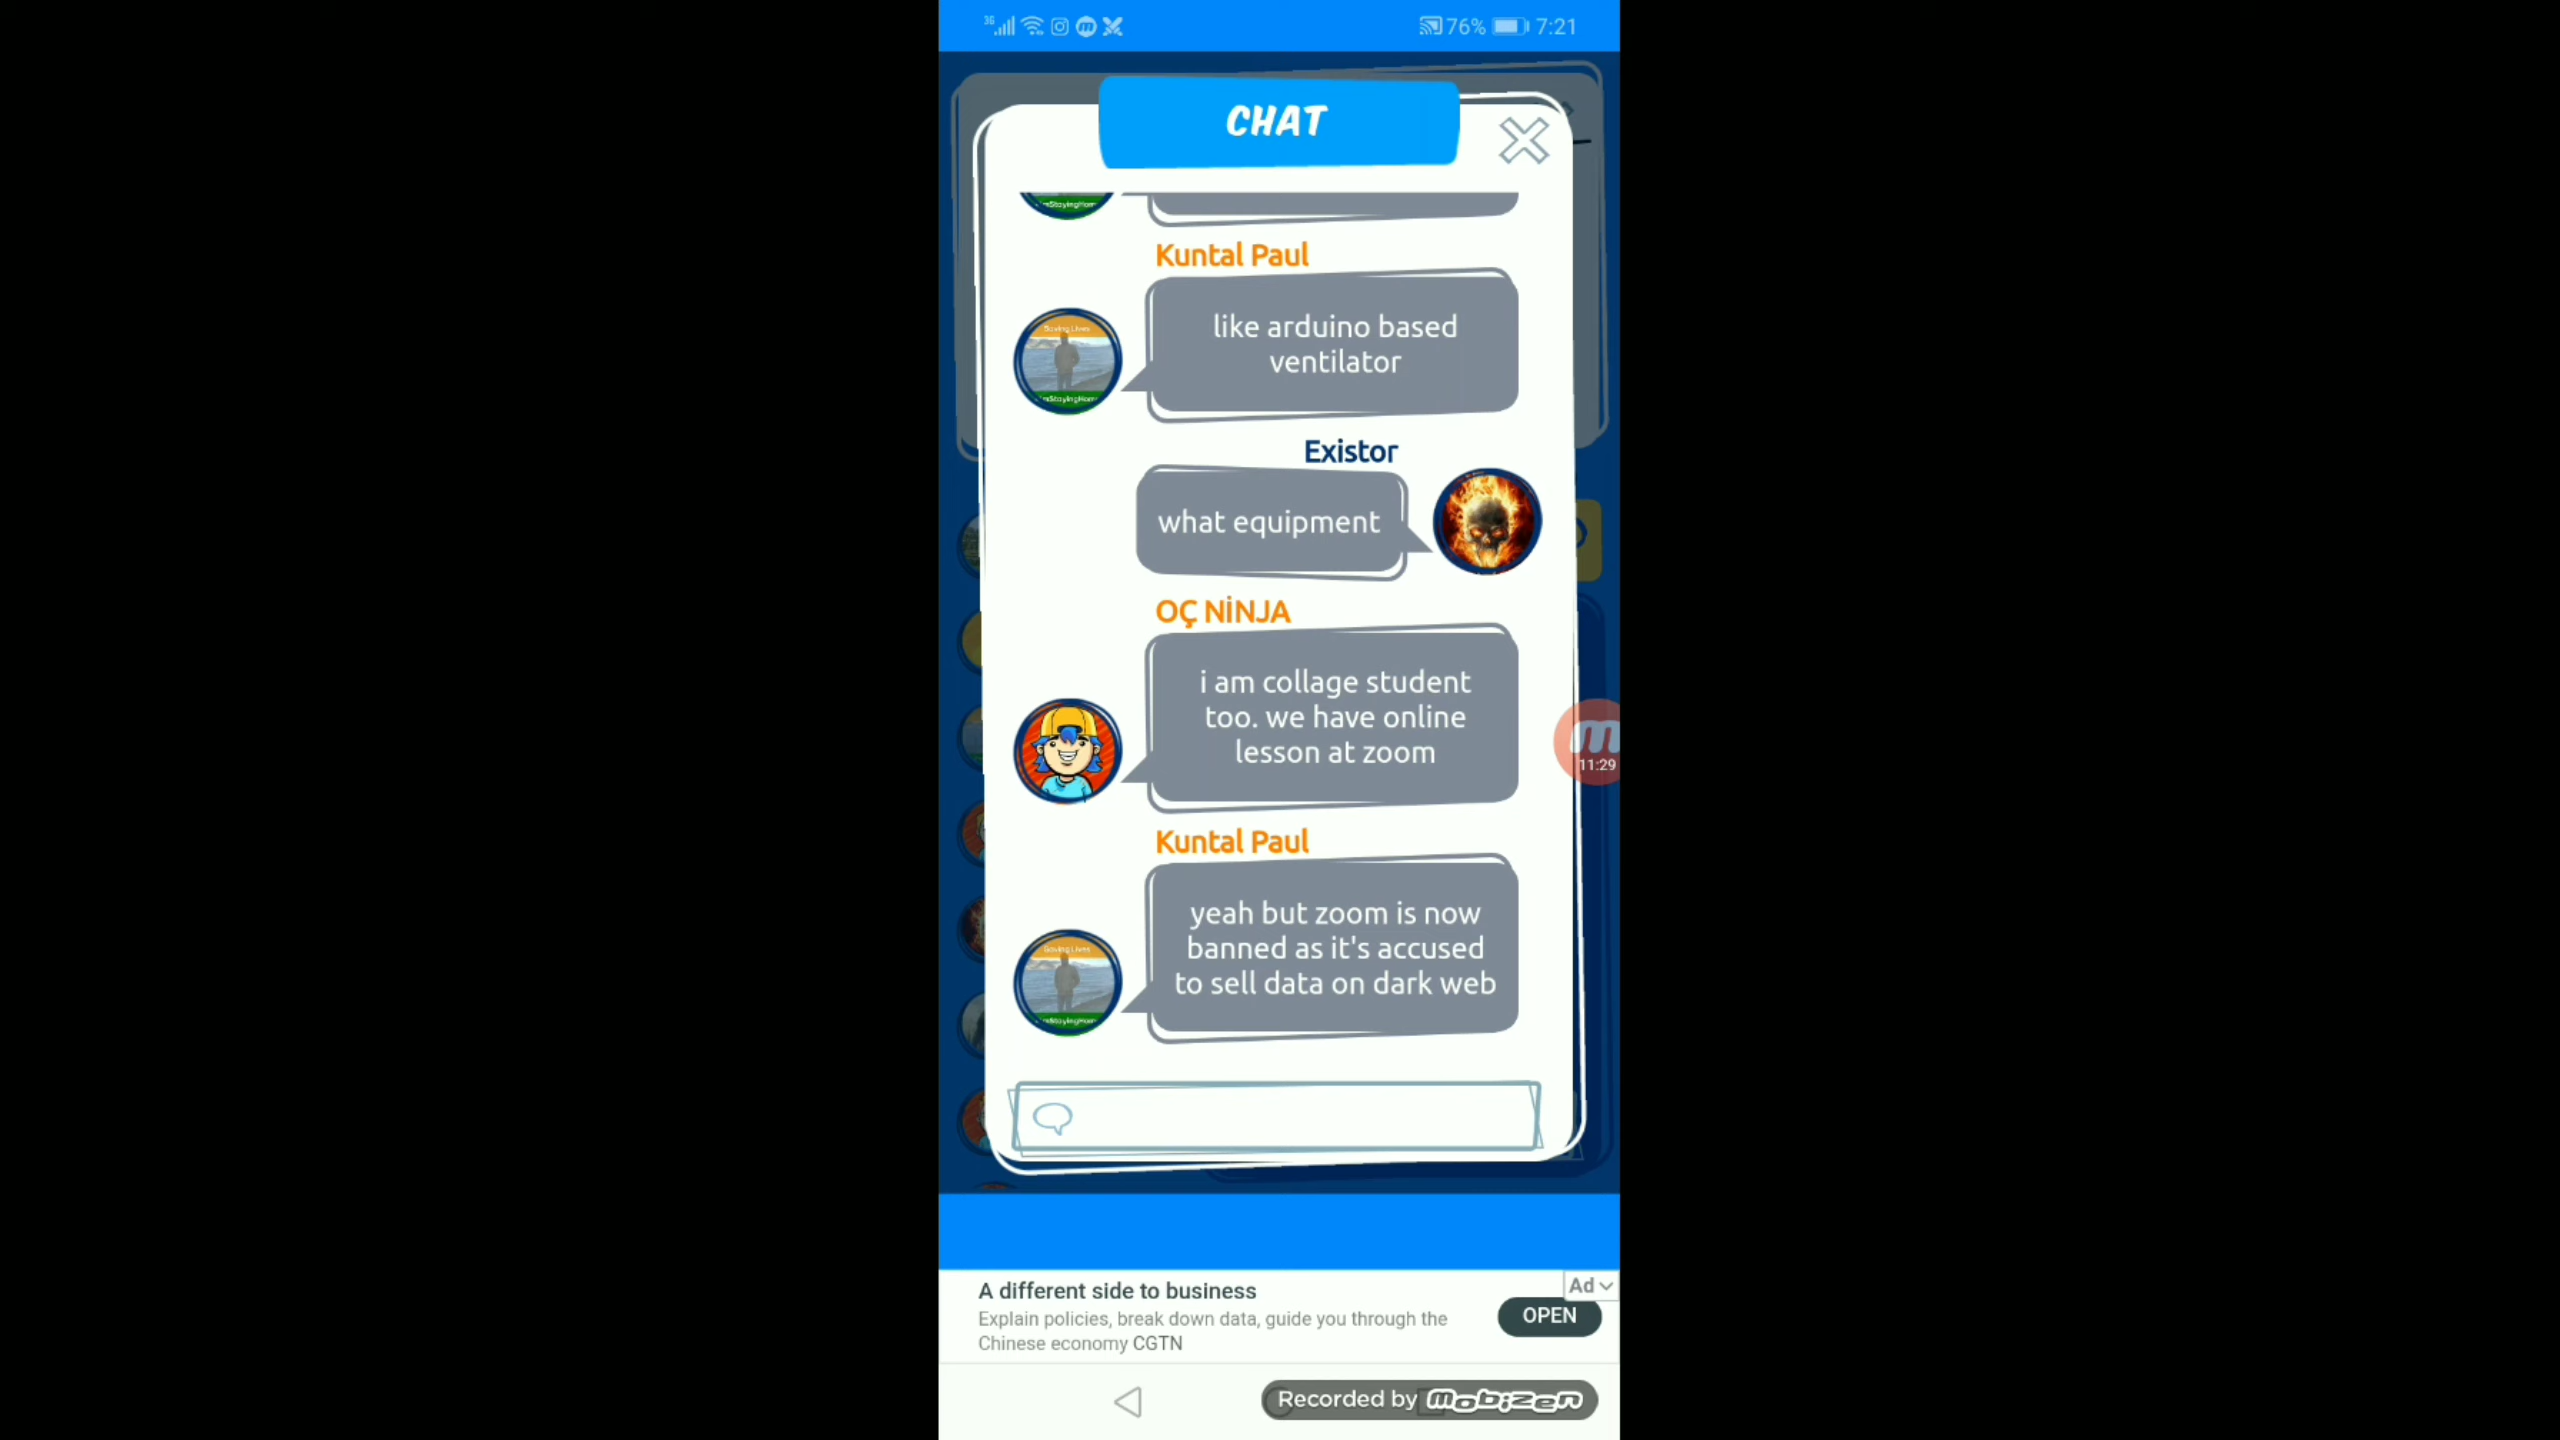 3G
76%
7:21
CHAT
Kuntal Paul
like arduino based
ventilator
Existor
what equipment
OÇ NİNJA
i am collage student
too. we have online
lesson at zoom
11:29
Kuntal Paul
Saving Lives
yeah but zoom is now
banned as it's accused
to sell data on dark web
A different side to business
Ad
Explain policies, break down data, guide you through the
Chinese economy CGTN
OPEN
Recorded by mobizen